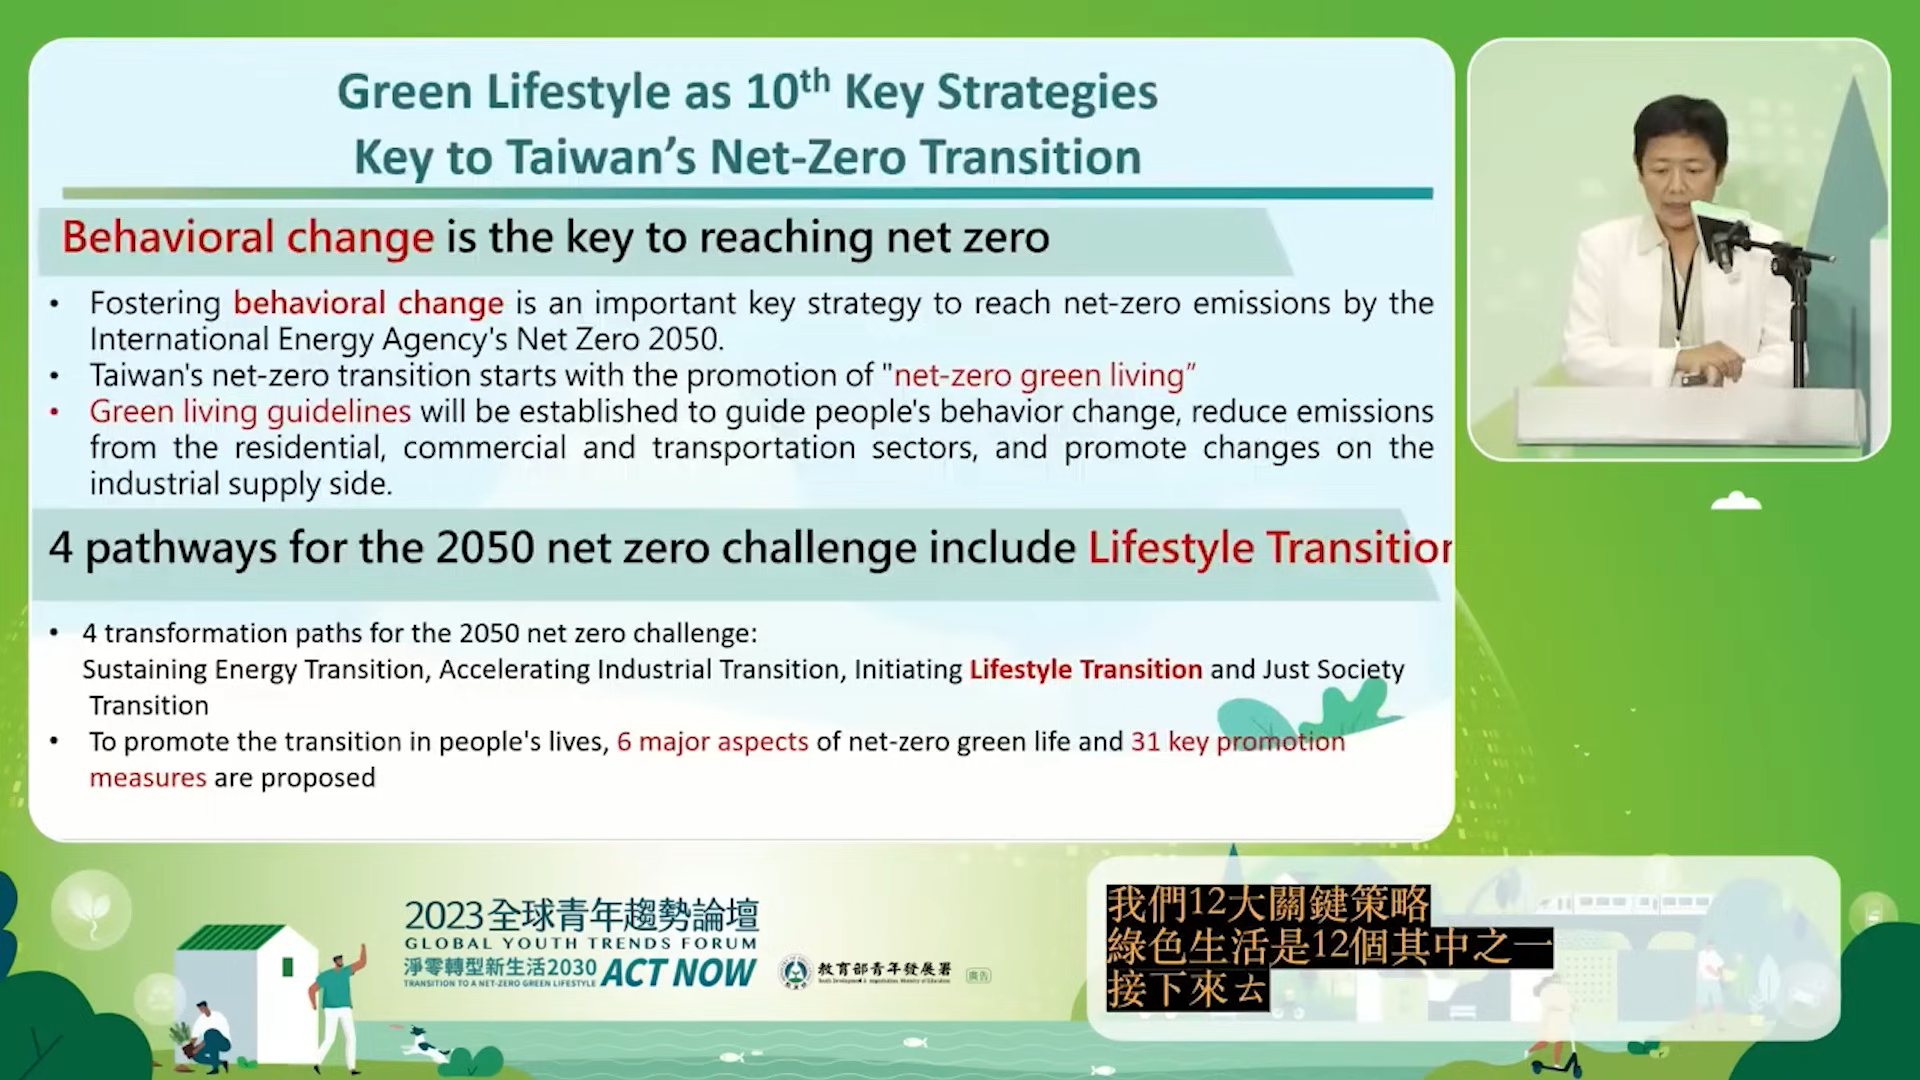 Green Lifestyle as 10th Key Strategies
Key to Taiwan’s Net-Zero Transition
Behavioral change is the key to reaching net zero
• Fostering behavioral change is an important key strategy to reach net-zero emissions by the
International Energy Agency's Net Zero 2050.
• Taiwan's net-zero transition starts with the promotion of "net-zero green living”
• Green living guidelines will be established to guide people's behavior change, reduce emissions
from the residential, commercial and transportation sectors, and promote changes on the
industrial supply side.
4 pathways for the 2050 net zero challenge include Lifestyle Transition
• 4 transformation paths for the 2050 net zero challenge:
Sustaining Energy Transition, Accelerating Industrial Transition, Initiating Lifestyle Transition and Just Society
Transition
• To promote the transition in people's lives, 6 major aspects of net-zero green life and 31 key promotion
measures are proposed
2023全球青年趨勢論壇
GLOBAL YOUTH TRENDS FORUM
淨零轉型新生活2030 ACT NOW
TRANSITION TO A NET-ZERO GREEN LIFESTYLE
教育部青年發展署
廣告
我們12大關鍵策略
綠色生活是12個其中之一
接下來ㄊ